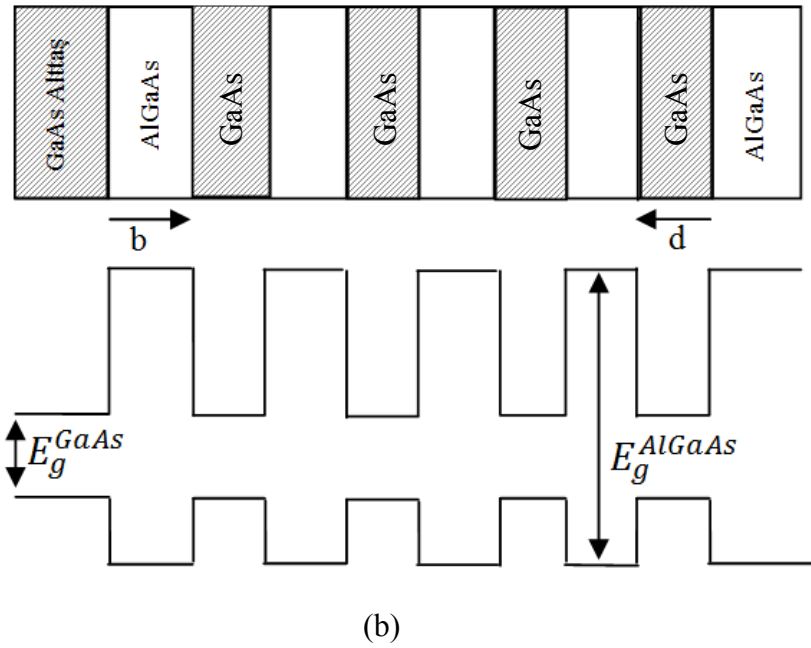 GaAs Alttaş
AlGaAs
GaAs
GaAs
GaAs
GaAs
AlGaAs
b
d
E_g^{GaAs}
E_g^{AlGaAs}
(b)